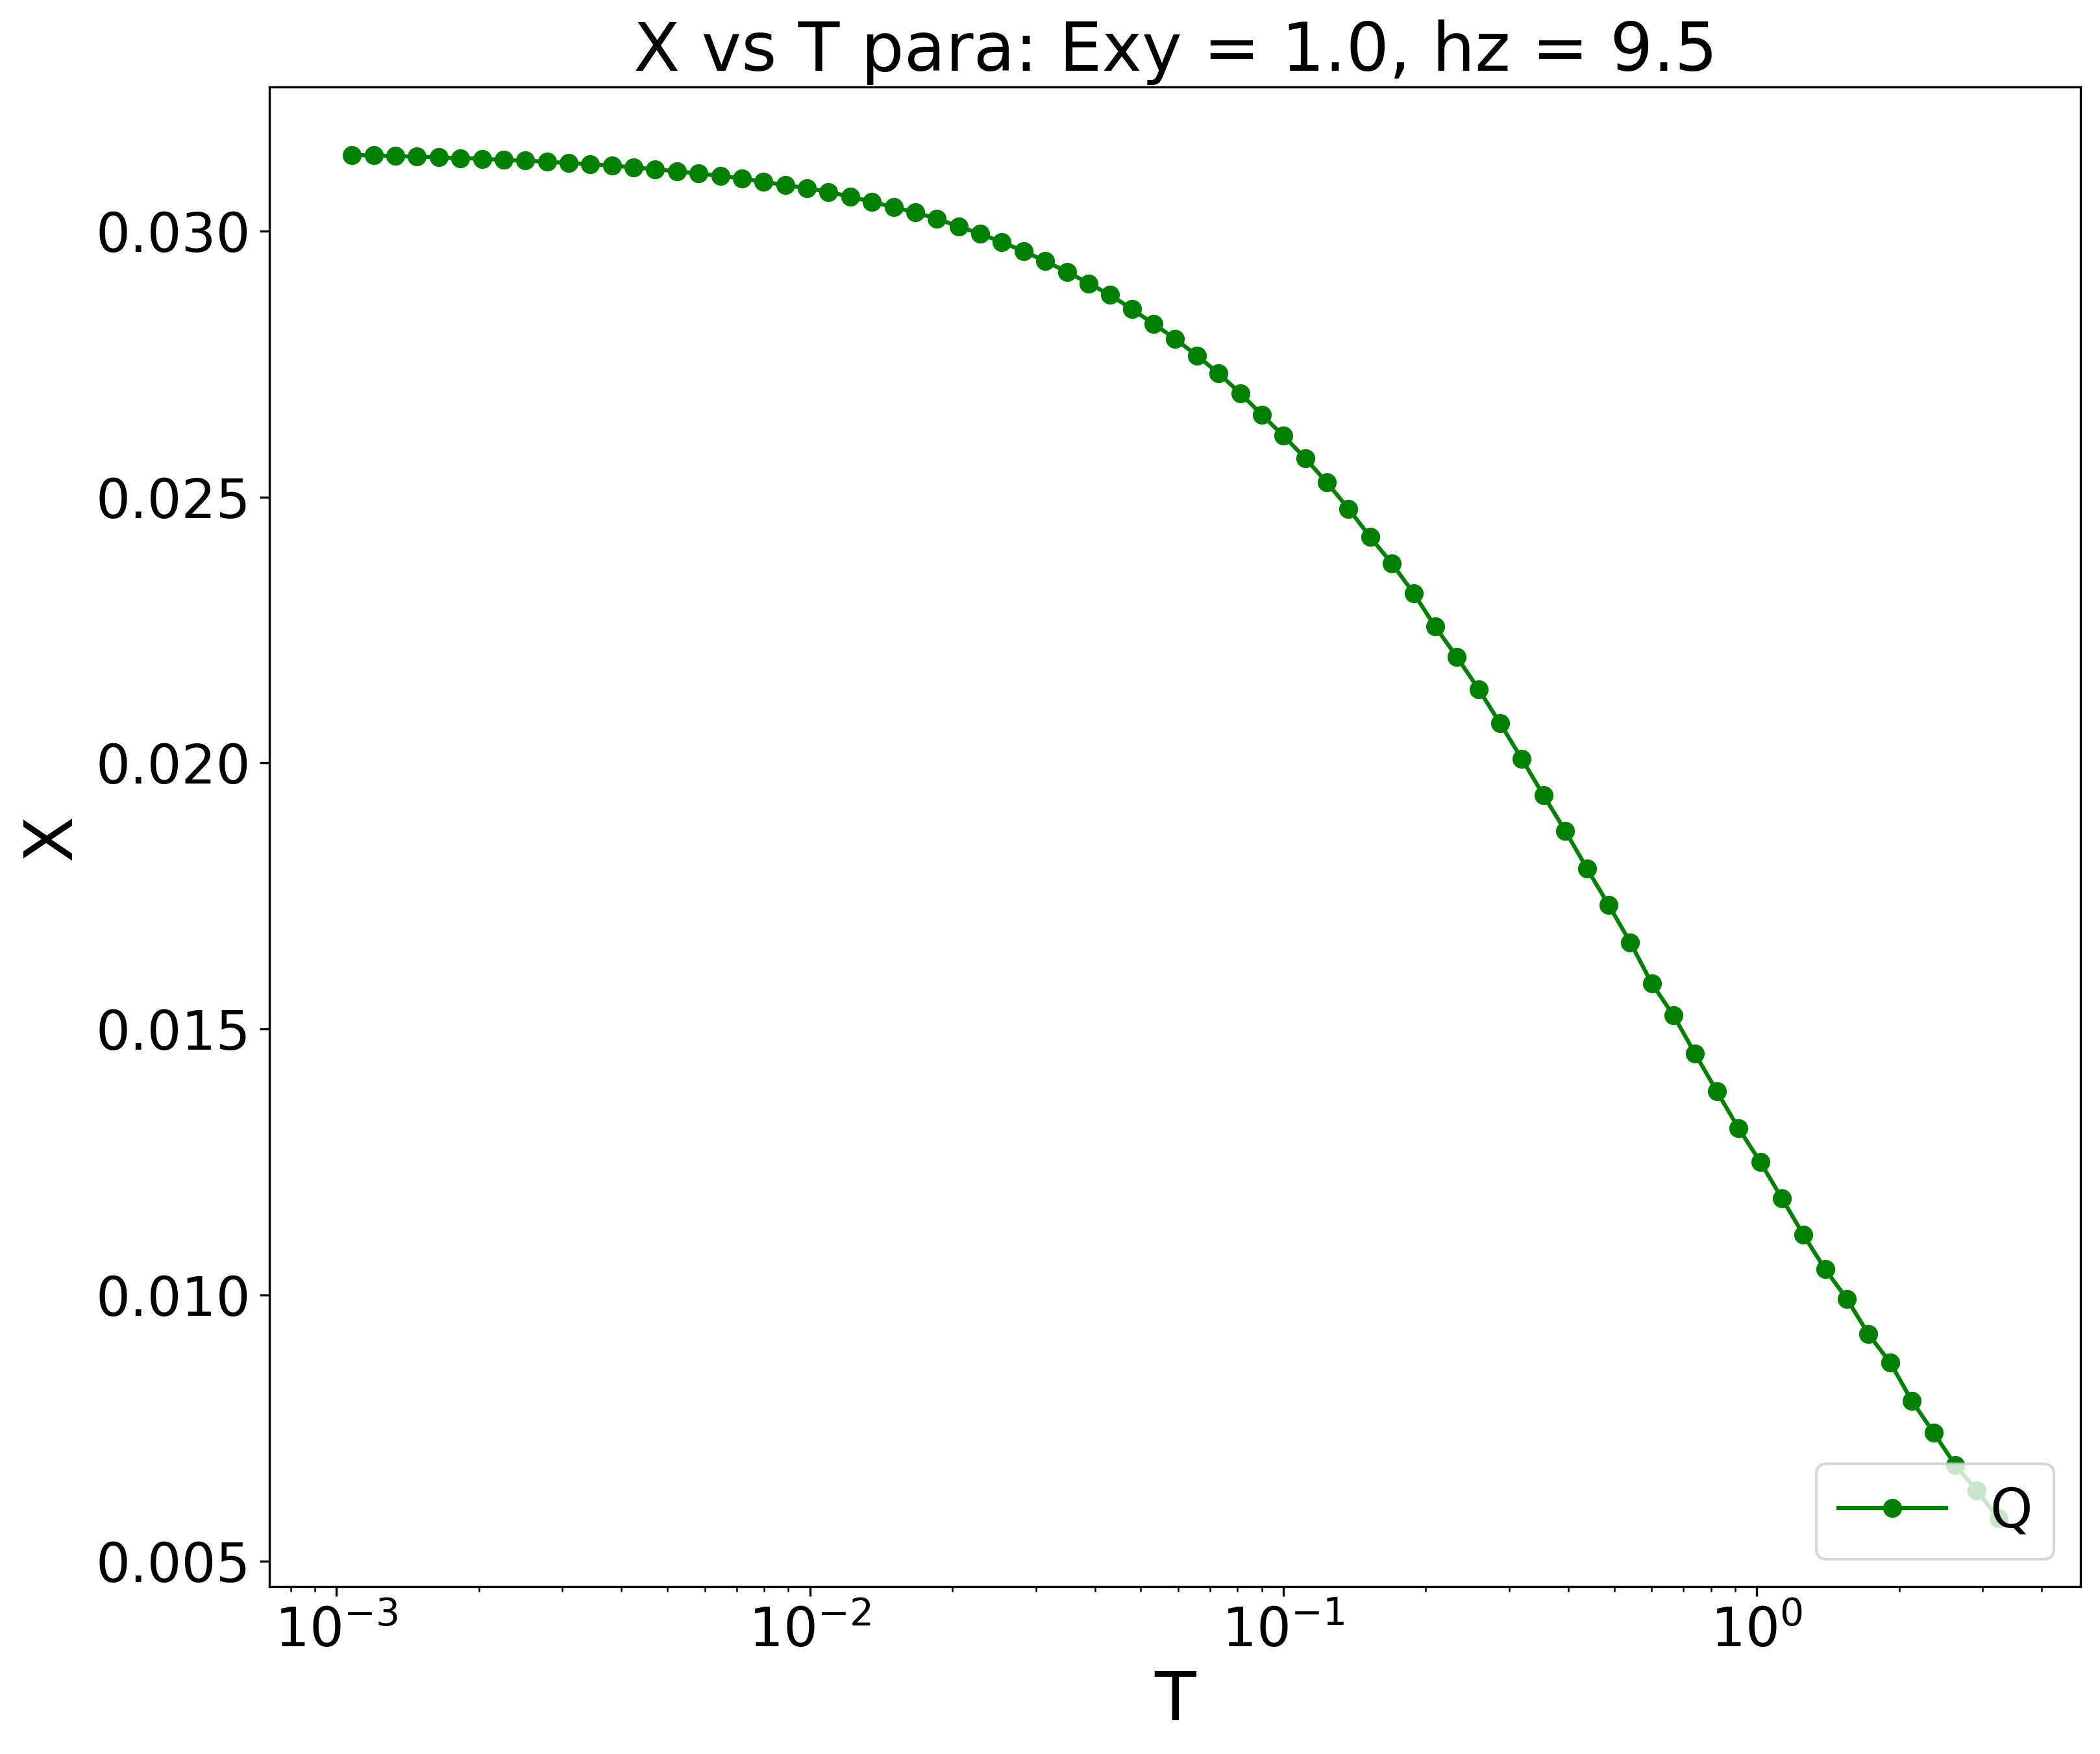 X vs T para: Exy = 1.0, hz = 9.5
X
0.030
0.025
0.020
0.015
0.010
0.005
10⁻³
10⁻²
10⁻¹
10⁰
T
Q